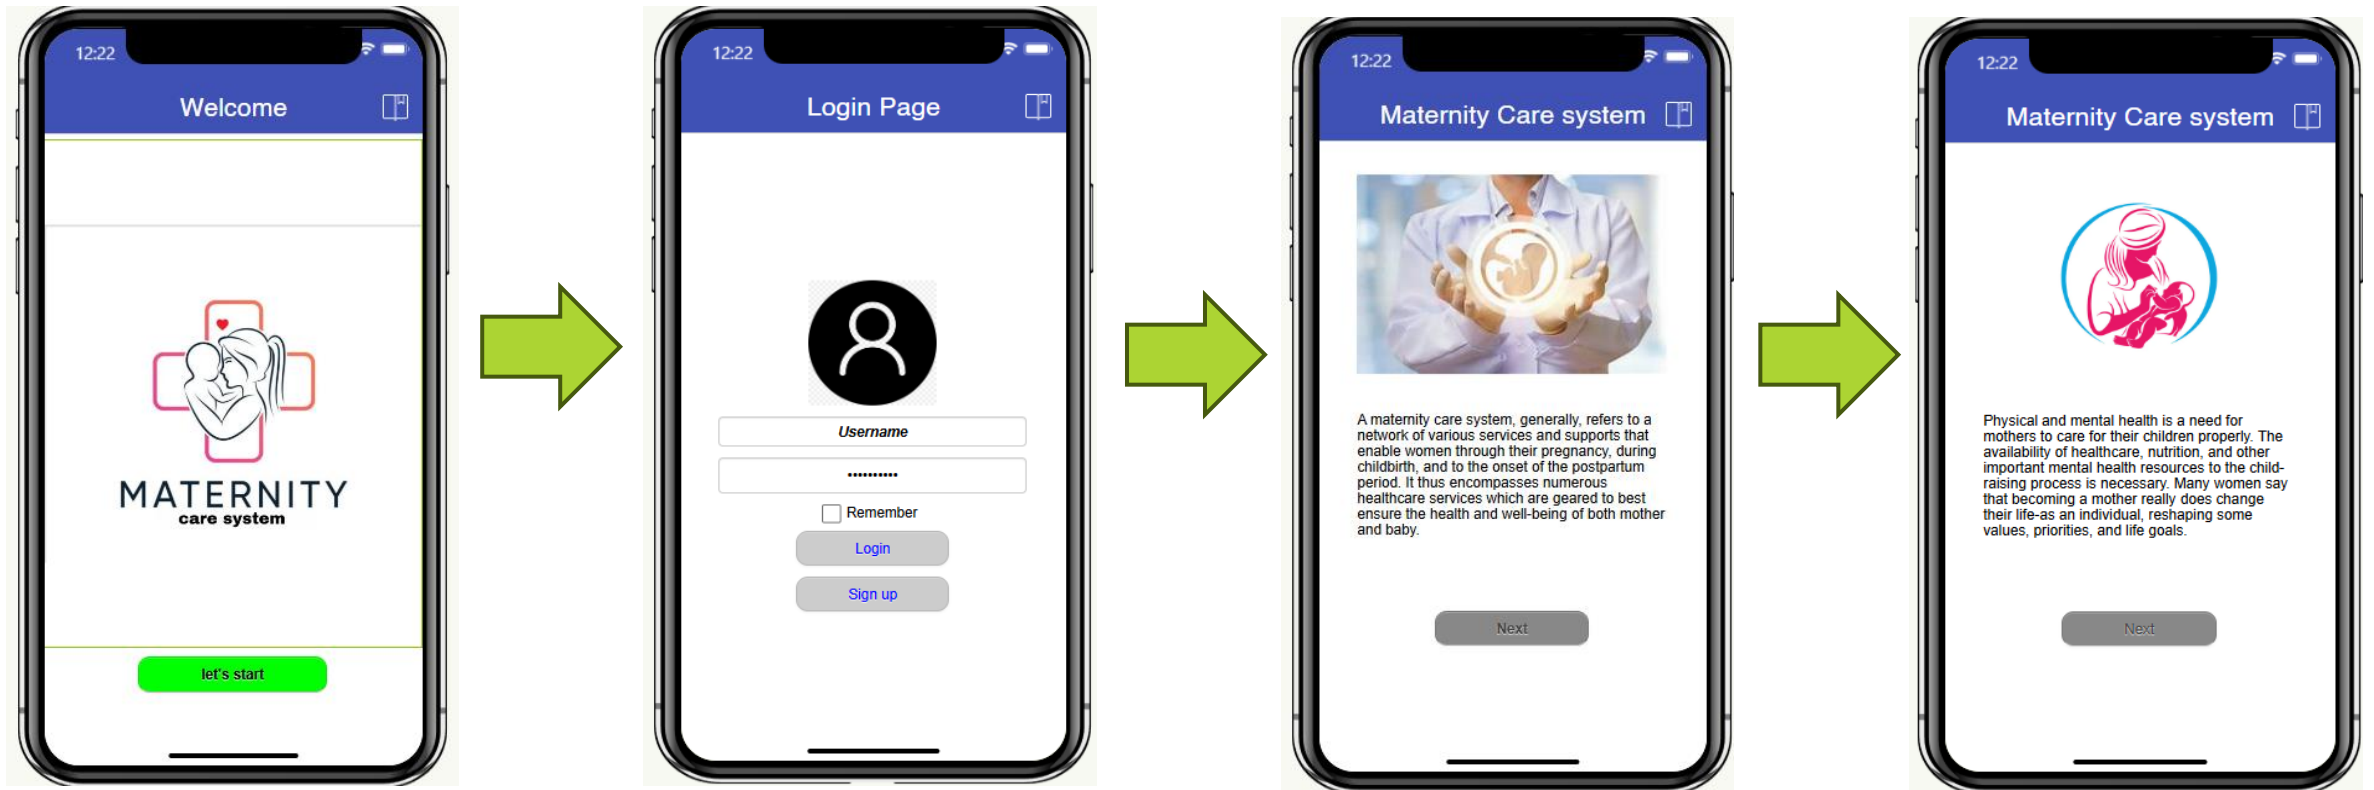 12:22
Welcome
MATERNITY
care system
let's start
12:22
Login Page
Username
••••••••••
Remember
Login
Sign up
12:22
Maternity Care system
A maternity care system, generally, refers to a
network of various services and supports that
enable women through their pregnancy, during
childbirth, and to the onset of the postpartum
period. It thus encompasses numerous
healthcare services which are geared to best
ensure the health and well-being of both mother
and baby.
Next
12:22
Maternity Care system
Physical and mental health is a need for
mothers to care for their children properly. The
availability of healthcare, nutrition, and other
important mental health resources to the child-
raising process is necessary. Many women say
that becoming a mother really does change
their life-as an individual, reshaping some
values, priorities, and life goals.
Next